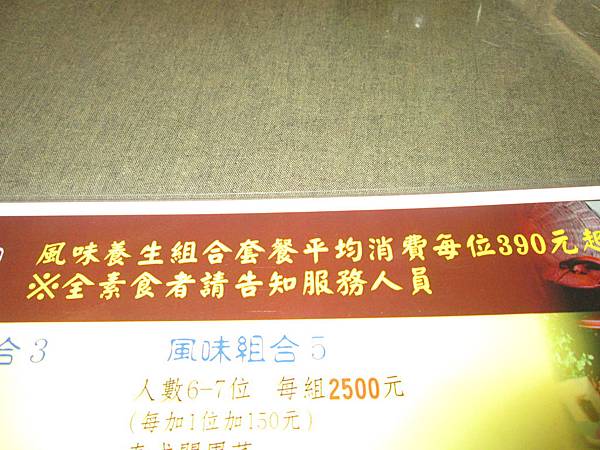 風味養生組合套餐平均消費每位390元起
※全素食者請告知服務人員
合3
風味組合5
人數6-7位 每組2500元
(每加1位加150元)